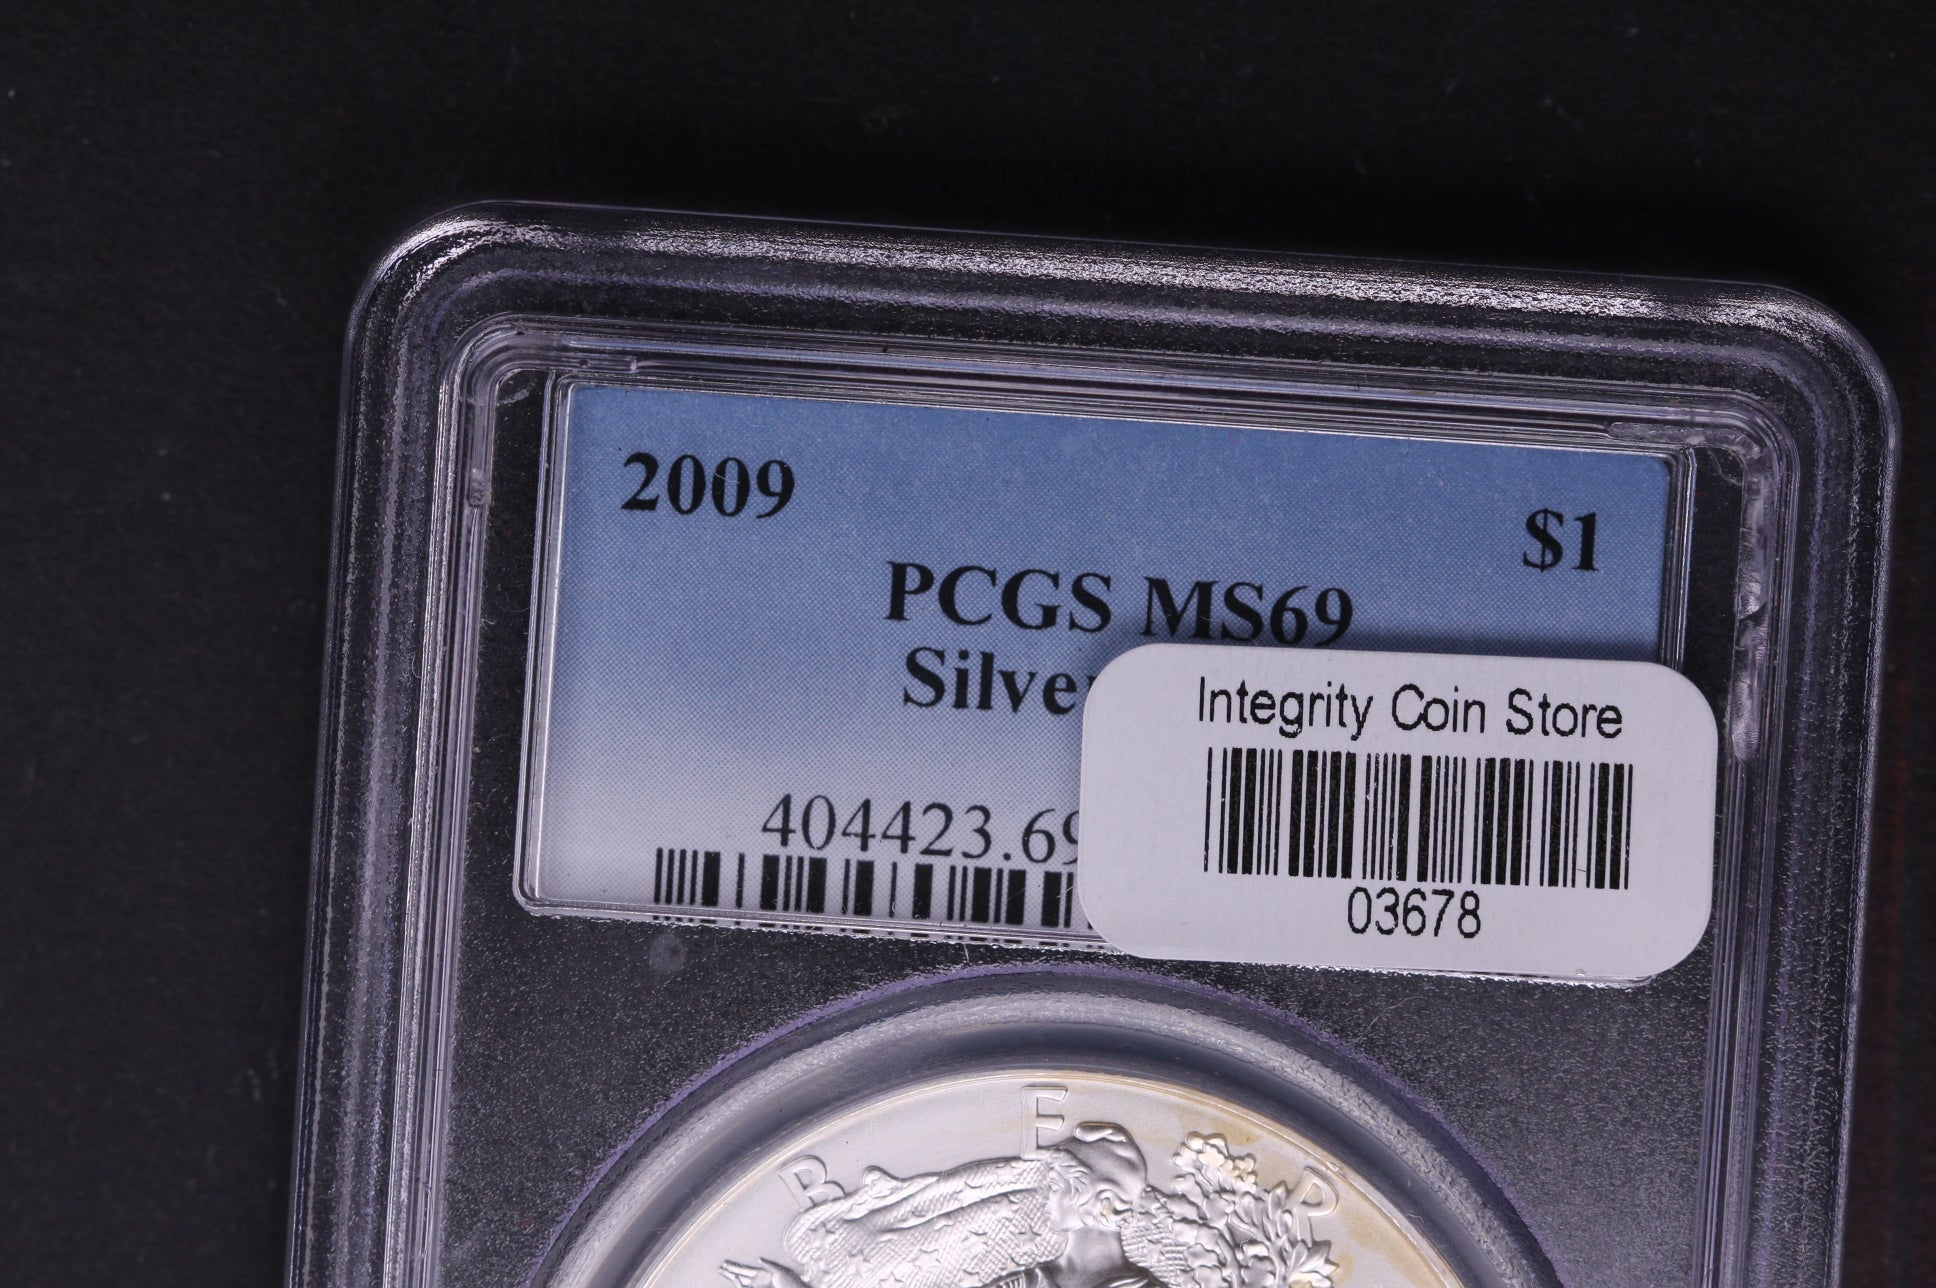 2009
$1
PCGS MS69
Silve
404423.69
Integrity Coin Store
03678
B E R